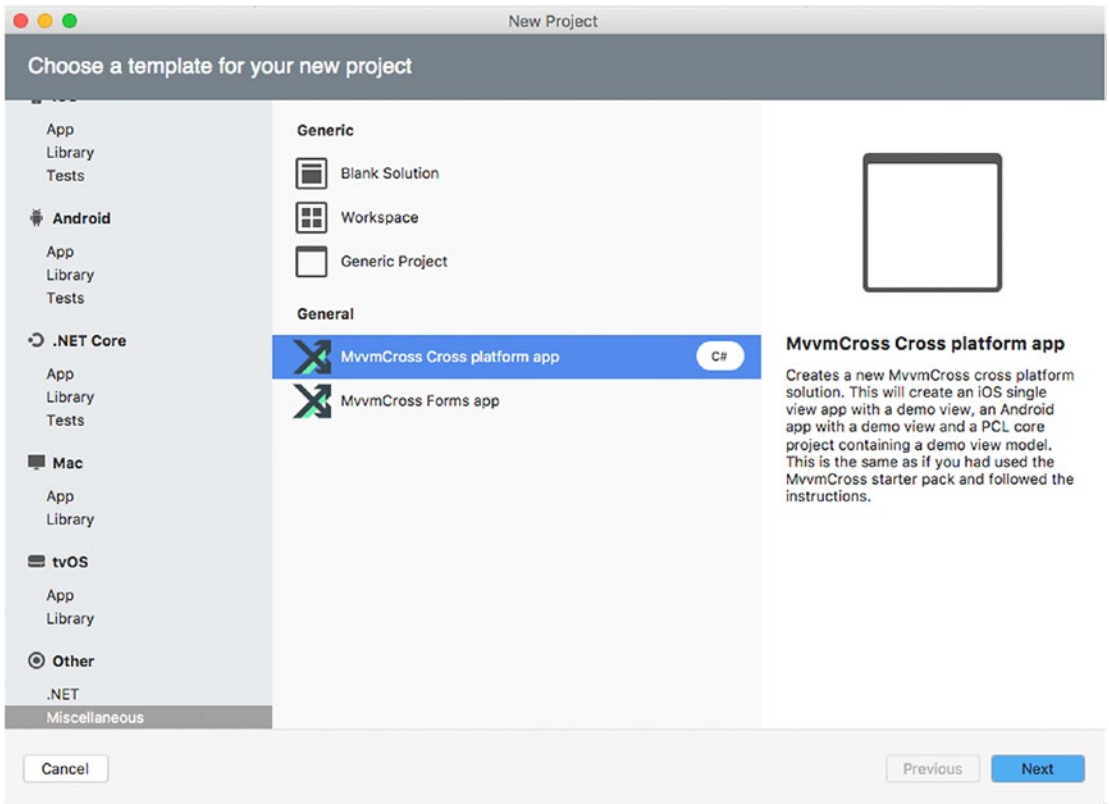 New Project
Choose a template for your new project
App
Library
Tests
Android
App
Library
Tests
.NET Core
App
Library
Tests
Mac
App
Library
tvOS
App
Library
Other
.NET
Miscellaneous
Generic
Blank Solution
Workspace
Generic Project
General
MvvmCross Cross platform app
C#
MvvmCross Forms app
MvvmCross Cross platform app
Creates a new MvvmCross cross platform
solution. This will create an iOS single
view app with a demo view, an Android
app with a demo view and a PCL core
project containing a demo view model.
This is the same as if you had used the
MvvmCross starter pack and followed the
instructions.
Cancel
Previous
Next